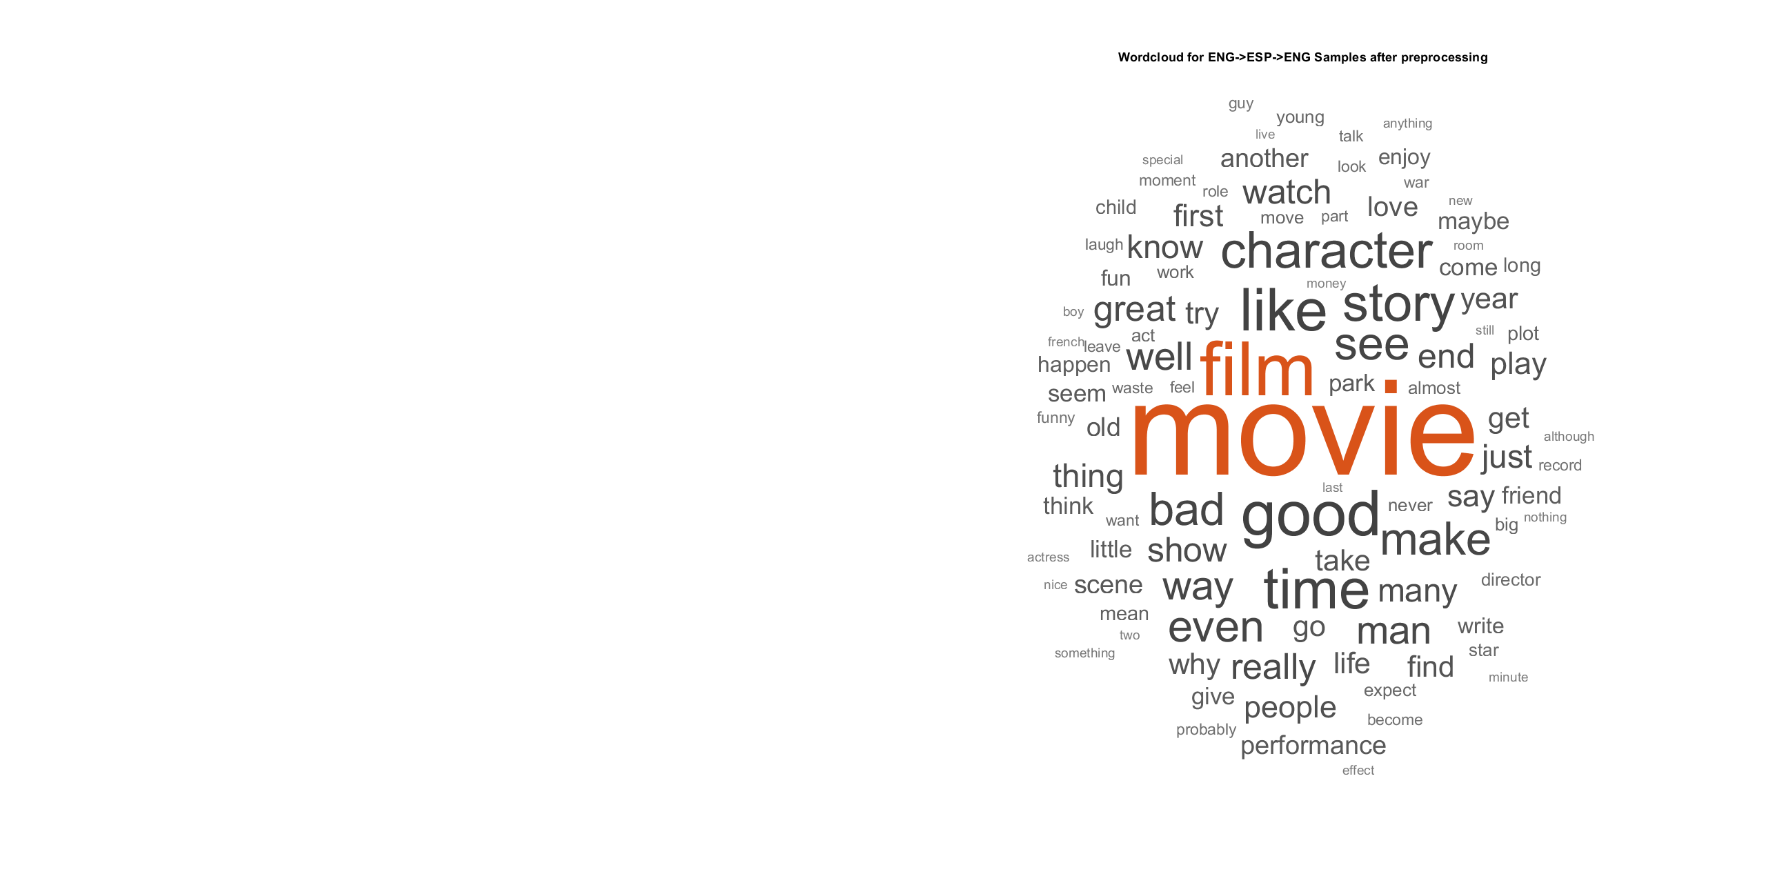 Wordcloud for ENG->ESP->ENG Samples after preprocessing
guy
young
anything
live
talk
another
enjoy
special
look
moment
role
watch
war
child
first
move
part
love
new
maybe
laugh
know
character
room
fun
work
come
long
money
boy
great
try
like
story
year
french
leave
act
still
plot
happen
well
film
see
end
play
seem
waste
feel
park
almost
funny
old
movie
get
although
thing
just
record
last
think
want
bad
good
never
say
friend
big
nothing
actress
little
show
take
make
nice
scene
way
time
many
director
mean
two
even
go
man
write
something
why
really
life
find
star
minute
give
people
expect
become
probably
performance
effect